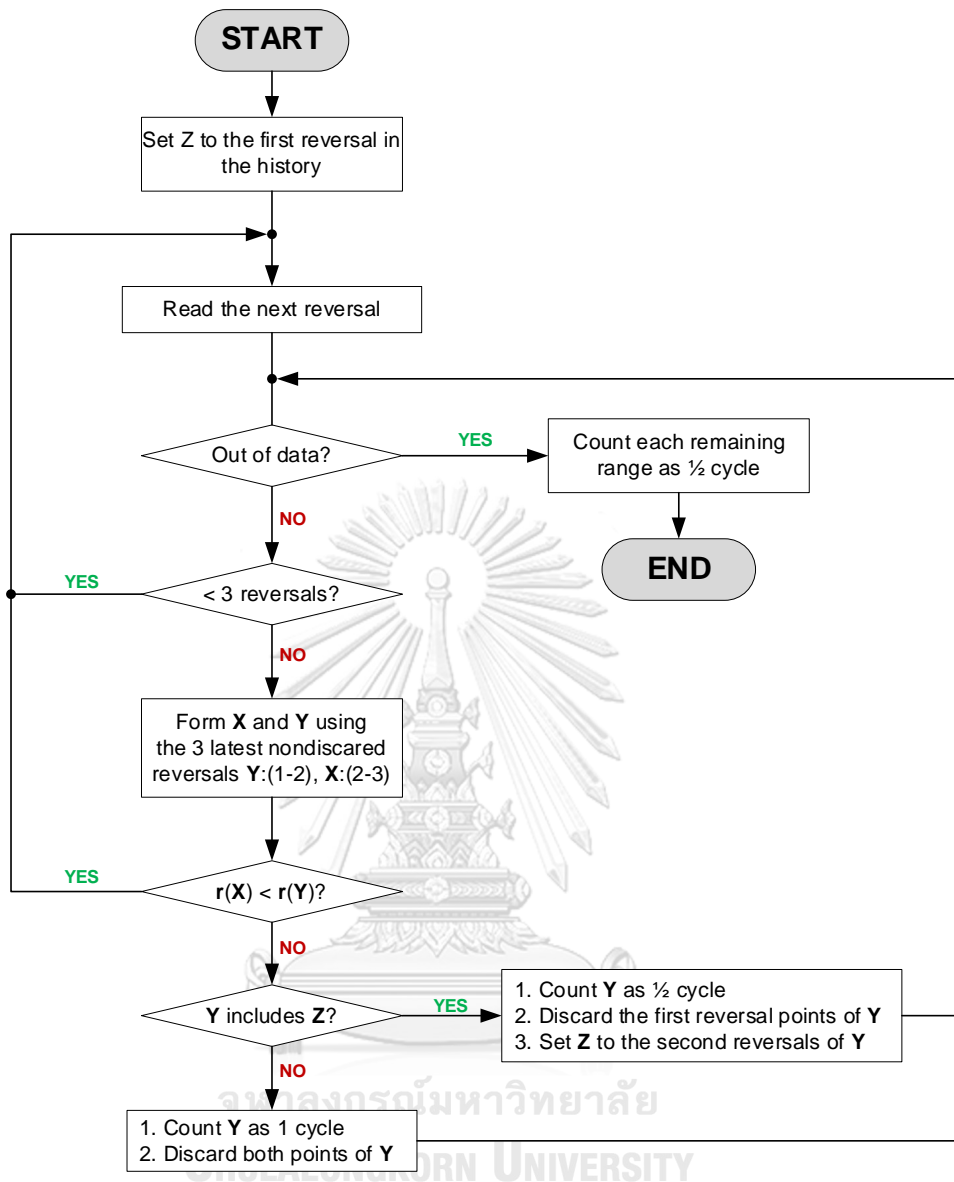 START
Set Z to the first reversal in
the history
Read the next reversal
Out of data?
YES
Count each remaining
range as ½ cycle
NO
END
YES
< 3 reversals?
NO
Form X and Y using
the 3 latest nondiscared
reversals Y:(1-2), X:(2-3)
YES
r(X) < r(Y)?
NO
Y includes Z?
YES
1. Count Y as ½ cycle
2. Discard the first reversal points of Y
3. Set Z to the second reversals of Y
NO
จุฬาลงกรณ์มหาวิทยาลัย
1. Count Y as 1 cycle
2. Discard both points of Y
CHULALONGKORN UNIVERSITY